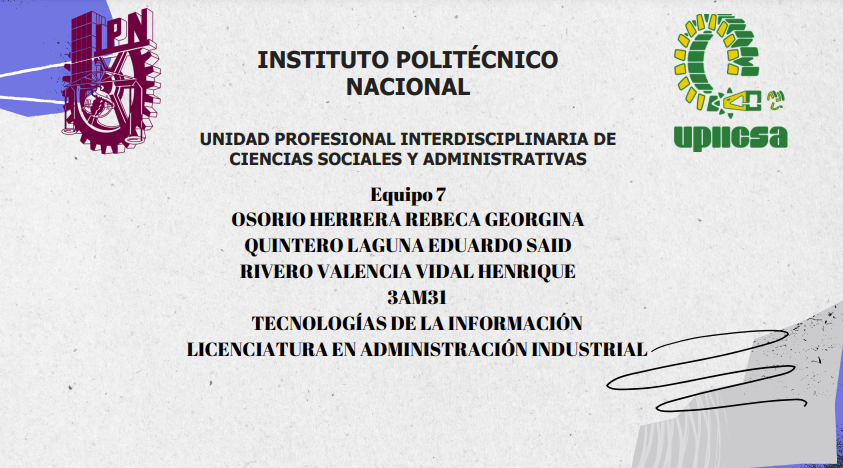 IPN
INSTITUTO POLITÉCNICO
NACIONAL
upiicsa
UNIDAD PROFESIONAL INTERDISCIPLINARIA DE
CIENCIAS SOCIALES Y ADMINISTRATIVAS
Equipo 7
OSORIO HERRERA REBECA GEORGINA
QUINTERO LAGUNA EDUARDO SAID
RIVERO VALENCIA VIDAL HENRIQUE
3AM31
TECNOLOGÍAS DE LA INFORMACIÓN
LICENCIATURA EN ADMINISTRACIÓN INDUSTRIAL